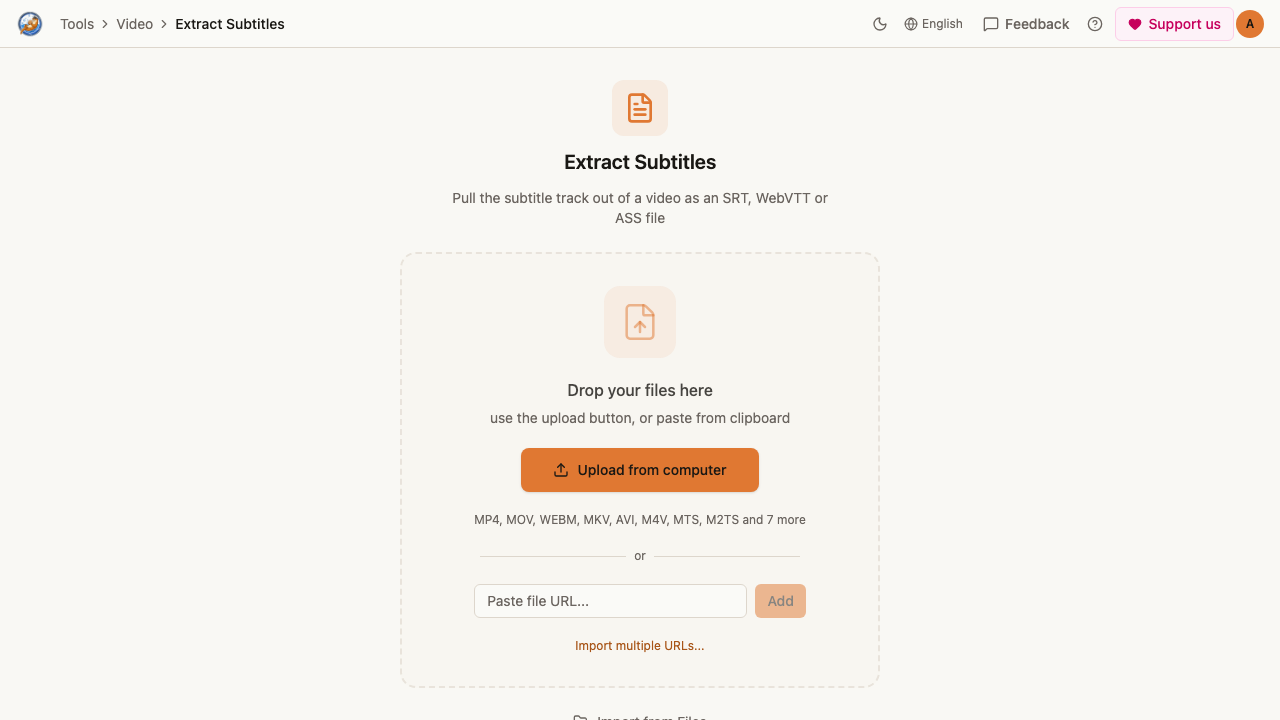 Tools > Video > Extract Subtitles
English
Feedback
Support us
A
Extract Subtitles
Pull the subtitle track out of a video as an SRT, WebVTT or
ASS file
Drop your files here
use the upload button, or paste from clipboard
Upload from computer
MP4, MOV, WEBM, MKV, AVI, M4V, MTS, M2TS and 7 more
or
Paste file URL...
Add
Import multiple URLs...
Import from Files